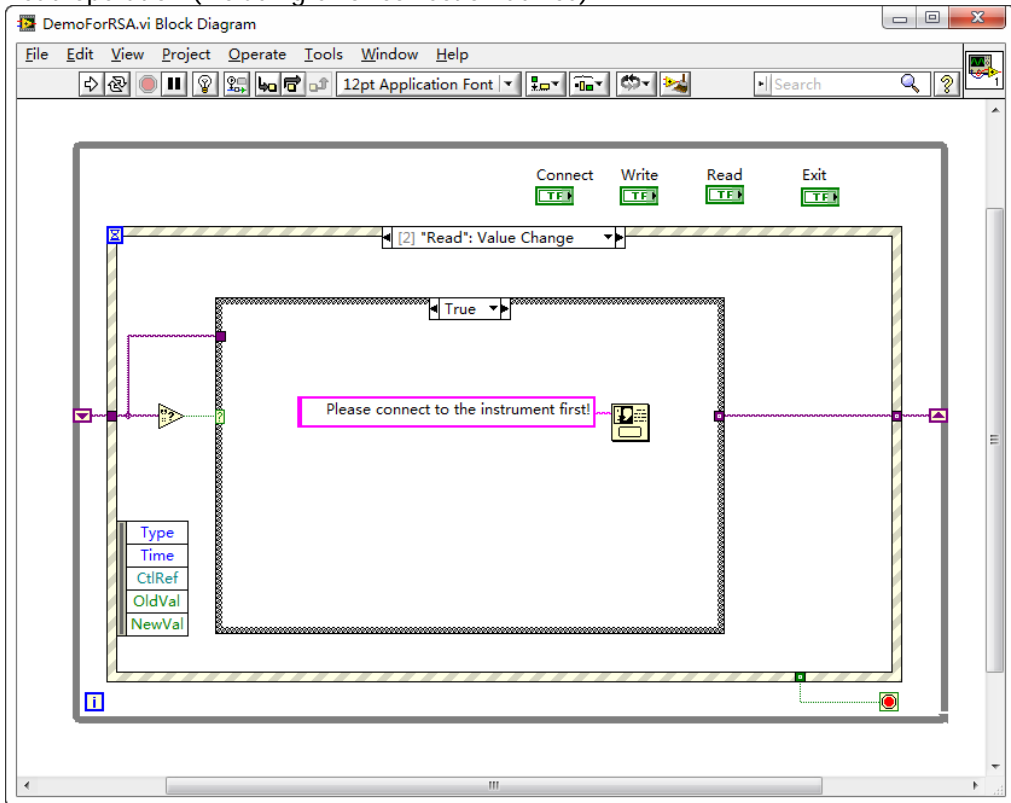 DemoForRSA.vi Block Diagram
File Edit View Project Operate Tools Window Help
12pt Application Font
Search
1
Connect Write Read Exit
TF TF TF TF
[2] "Read": Value Change
True
Please connect to the instrument first!
?
Type
Time
CtlRef
OldVal
NewVal
i